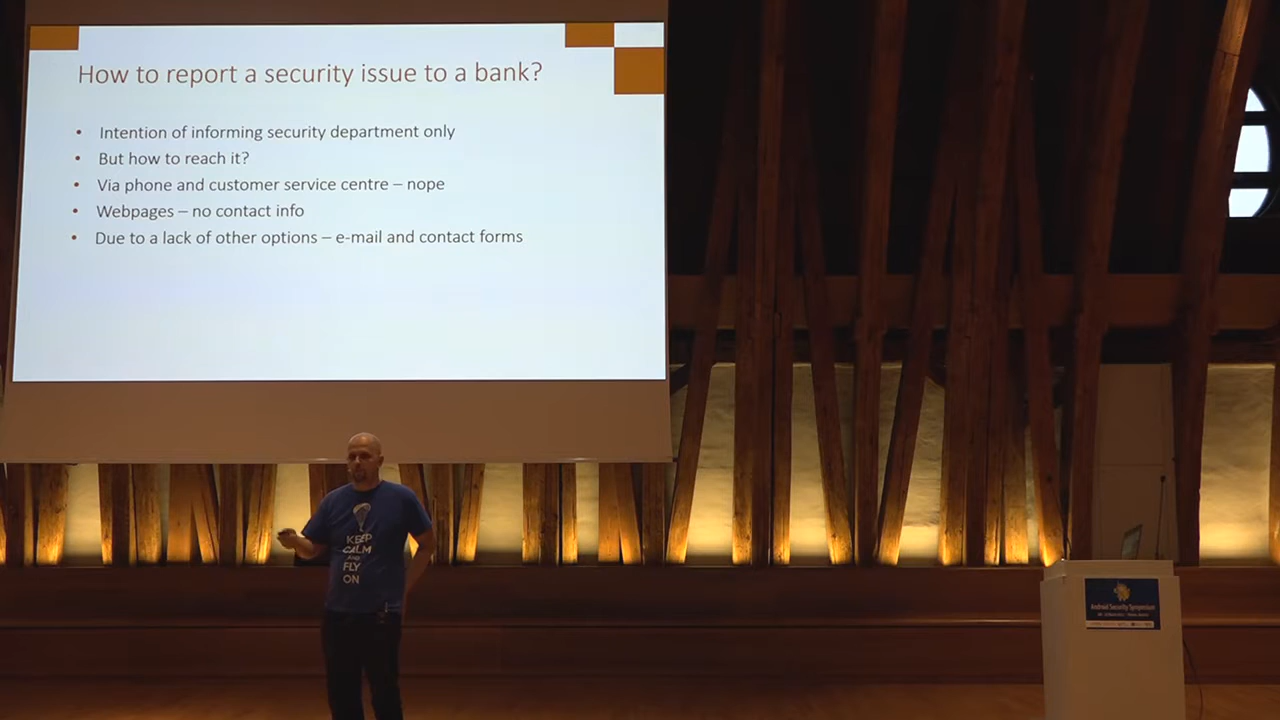 How to report a security issue to a bank?
• Intention of informing security department only
• But how to reach it?
• Via phone and customer service centre – nope
• Webpages – no contact info
• Due to a lack of other options – e-mail and contact forms
KEEP
CALM
AND
FLY
ON
Android Security Symposium